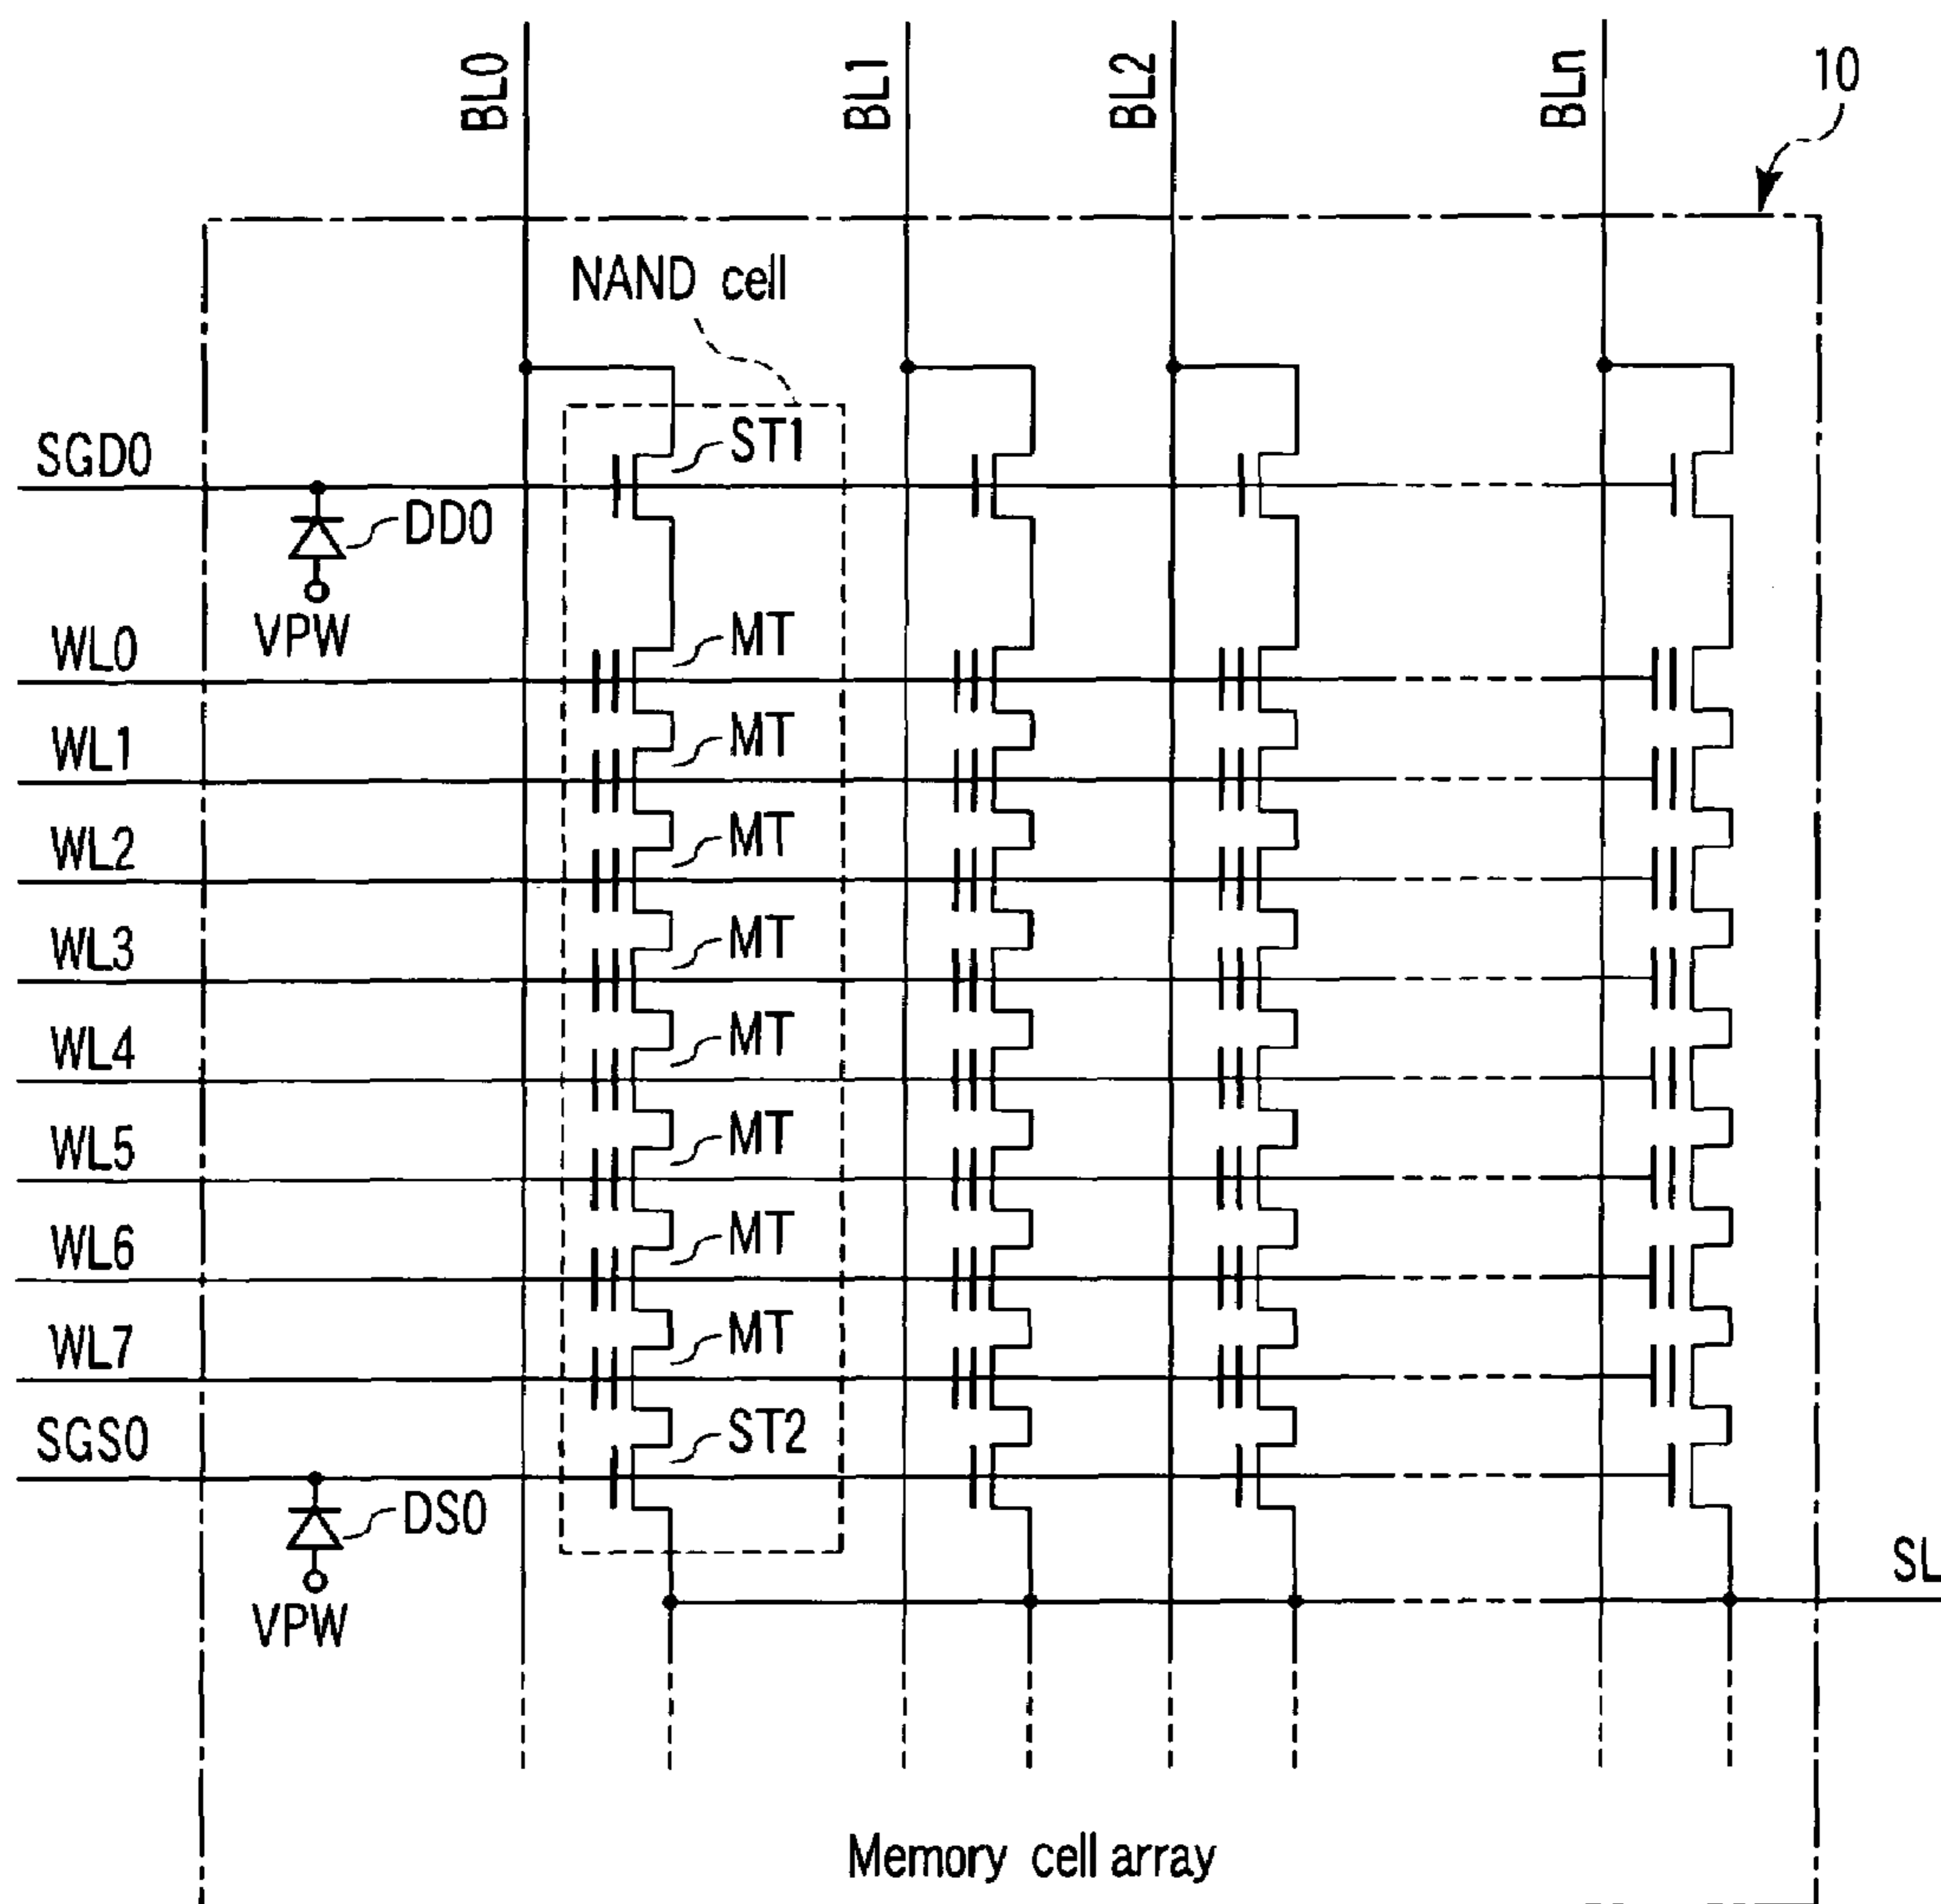 BL0
BL1
BL2
BLn
10
NAND cell
SGD0
ST1
DD0
VPW
WL0
MT
WL1
MT
WL2
MT
WL3
MT
WL4
MT
WL5
MT
WL6
MT
WL7
MT
SGS0
ST2
DS0
VPW
SL
Memory cell array